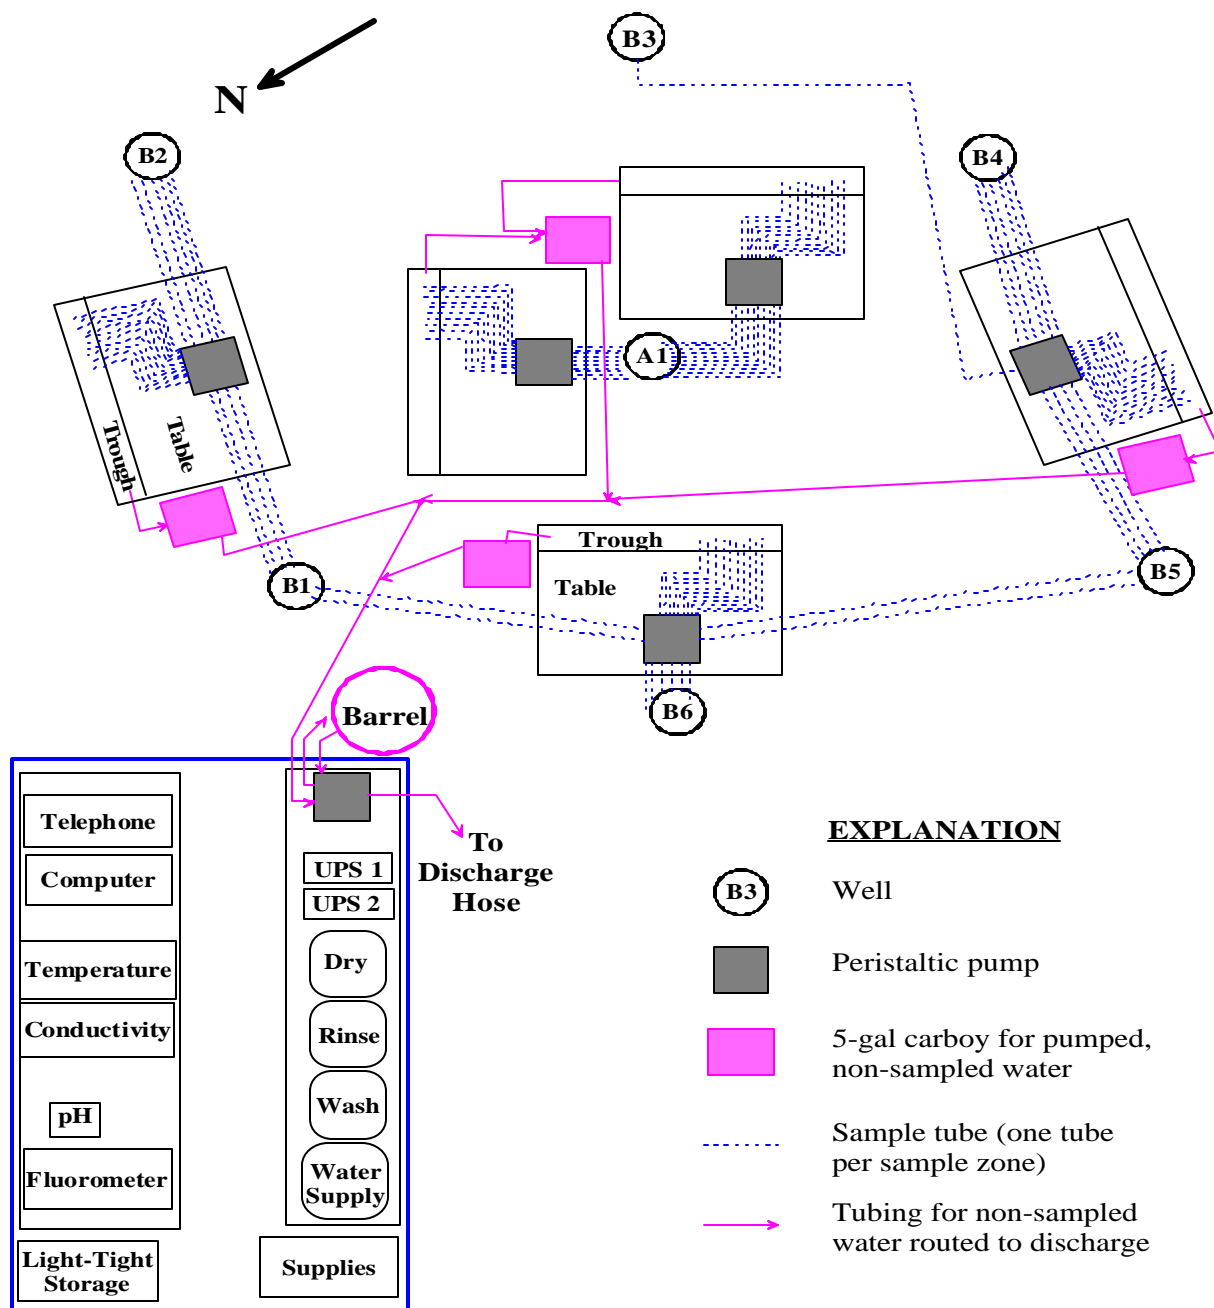 B3
N
B2
B4
A1
Trough
Table
Trough
Table
B1
B5
B6
Barrel
Telephone
Computer
Temperature
Conductivity
pH
Fluorometer
Light-Tight
Storage
UPS 1
UPS 2
Dry
Rinse
Wash
Water
Supply
Supplies
To
Discharge
Hose
EXPLANATION
B3
Well
Peristaltic pump
5-gal carboy for pumped,
non-sampled water
Sample tube (one tube
per sample zone)
Tubing for non-sampled
water routed to discharge